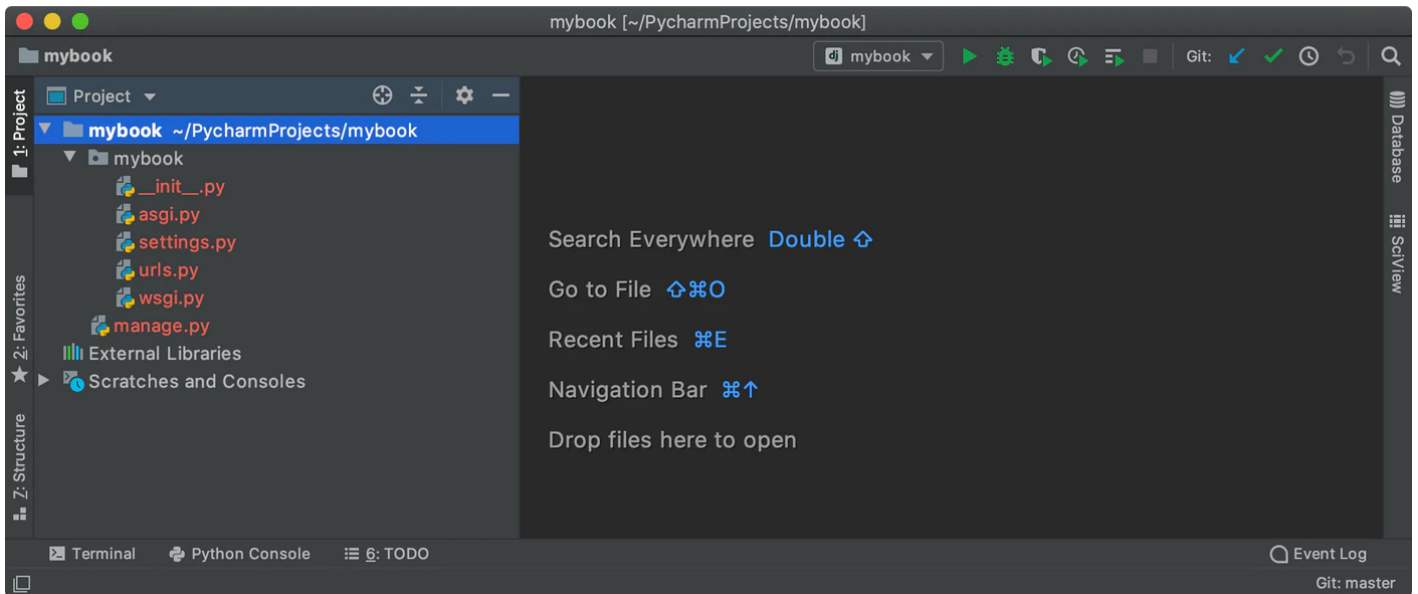 mybook [~/PycharmProjects/mybook]
mybook
dj mybook
Git:
1: Project
Project
mybook ~/PycharmProjects/mybook
mybook
__init__.py
asgi.py
settings.py
urls.py
wsgi.py
manage.py
External Libraries
Scratches and Consoles
2: Favorites
7: Structure
Search Everywhere Double ⇧
Go to File ⇧⌘O
Recent Files ⌘E
Navigation Bar ⌘↑
Drop files here to open
Database
SciView
Terminal Python Console 6: TODO Event Log
Git: master